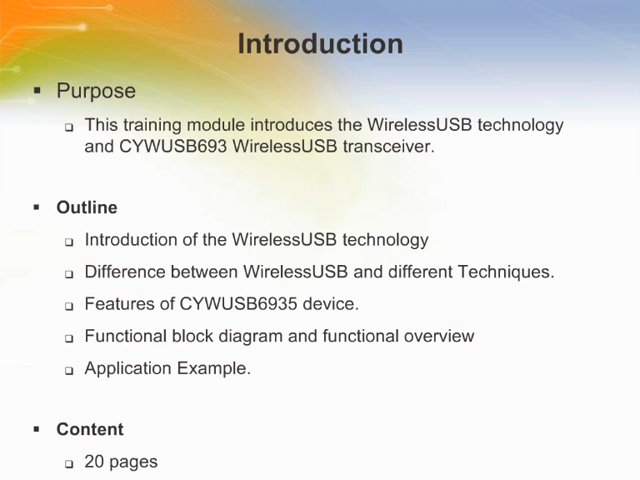 Introduction
Purpose
This training module introduces the WirelessUSB technology
and CYWUSB693 WirelessUSB transceiver.
Outline
Introduction of the WirelessUSB technology
Difference between WirelessUSB and different Techniques.
Features of CYWUSB6935 device.
Functional block diagram and functional overview
Application Example.
Content
20 pages